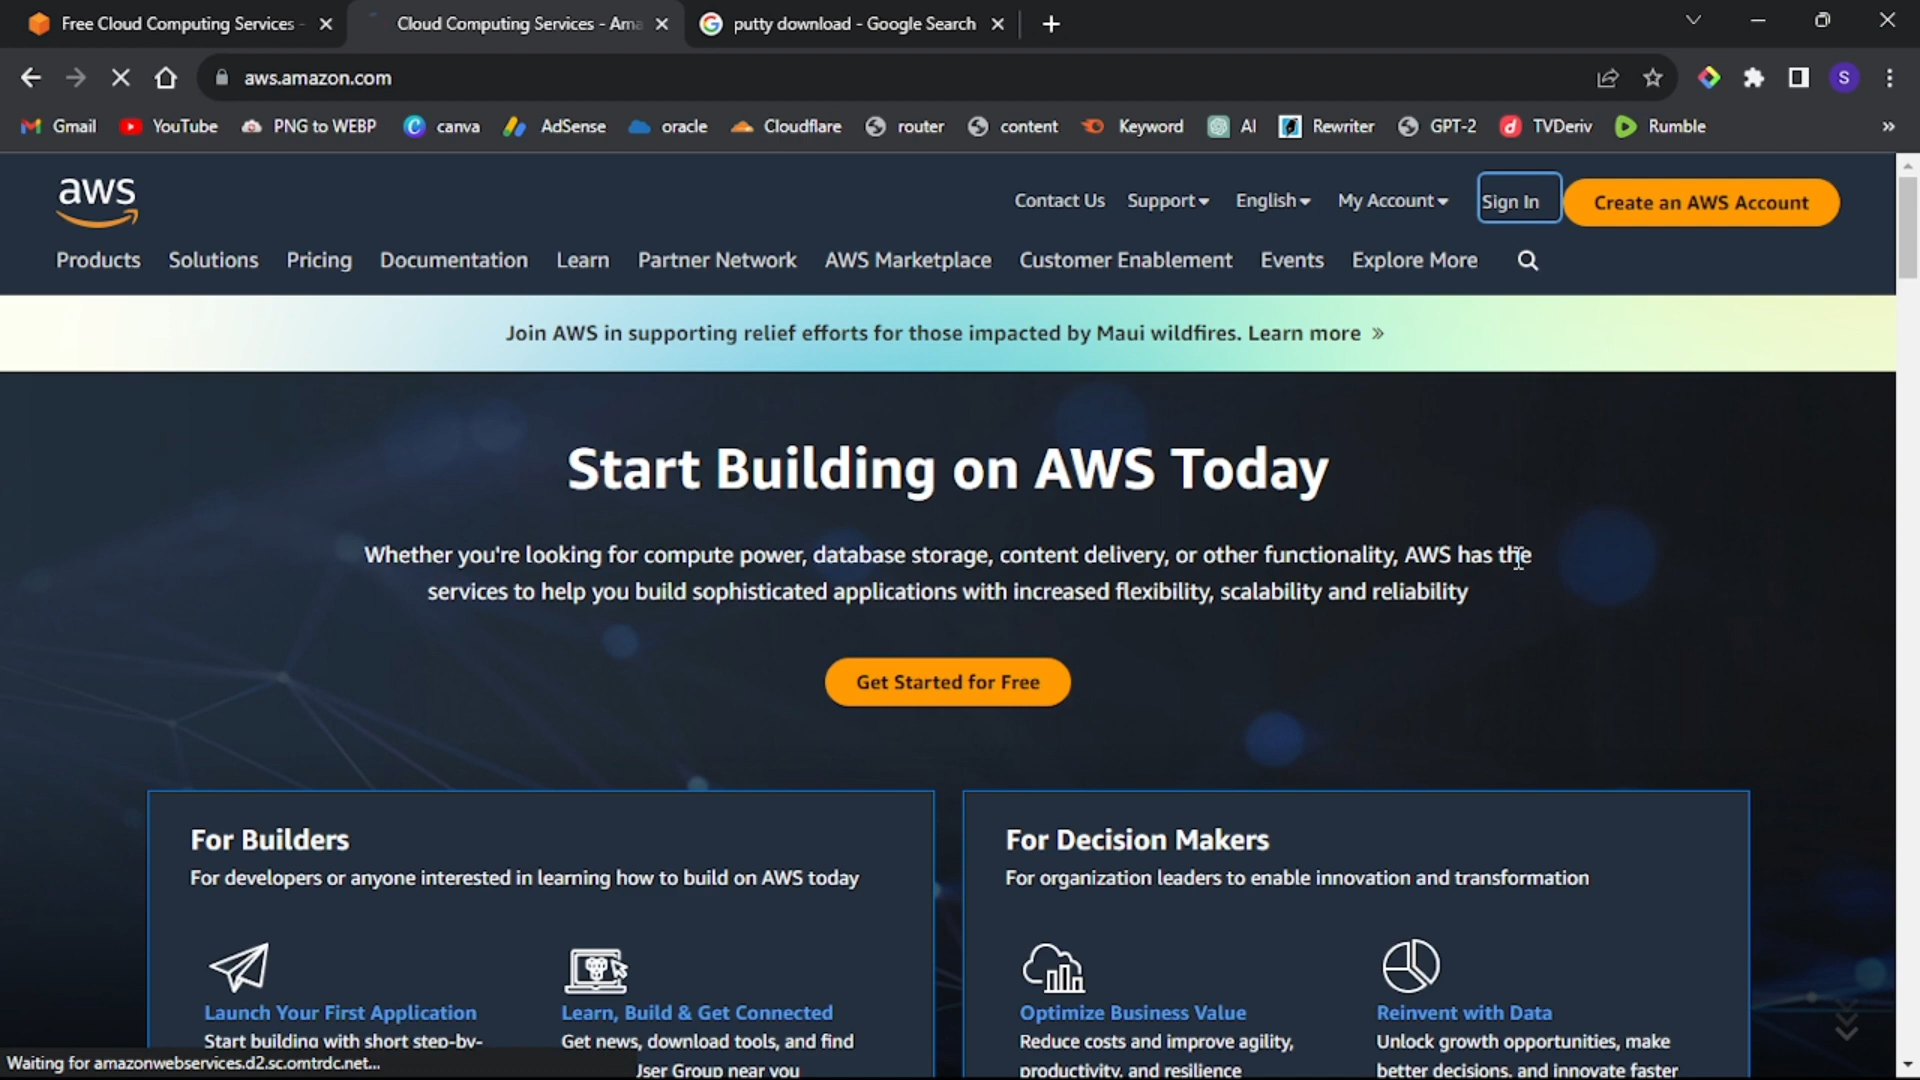 Free Cloud Computing Services -
Cloud Computing Services - Ama
putty download - Google Search
aws.amazon.com
S
Gmail
YouTube
PNG to WEBP
canva
AdSense
oracle
Cloudflare
router
content
Keyword
AI
Rewriter
GPT-2
TVDeriv
Rumble
aws
Contact Us
Support
English
My Account
Sign In
Create an AWS Account
Products
Solutions
Pricing
Documentation
Learn
Partner Network
AWS Marketplace
Customer Enablement
Events
Explore More
Join AWS in supporting relief efforts for those impacted by Maui wildfires. Learn more »
Start Building on AWS Today
Whether you're looking for compute power, database storage, content delivery, or other functionality, AWS has the
services to help you build sophisticated applications with increased flexibility, scalability and reliability
Get Started for Free
For Builders
For developers or anyone interested in learning how to build on AWS today
Launch Your First Application
Start building with short step-by-
Learn, Build & Get Connected
Get news, download tools, and find
User Group near you
For Decision Makers
For organization leaders to enable innovation and transformation
Optimize Business Value
Reduce costs and improve agility,
productivity, and resilience
Reinvent with Data
Unlock growth opportunities, make
better decisions, and innovate faster
Waiting for amazonwebservices.d2.sc.omtrdc.net...